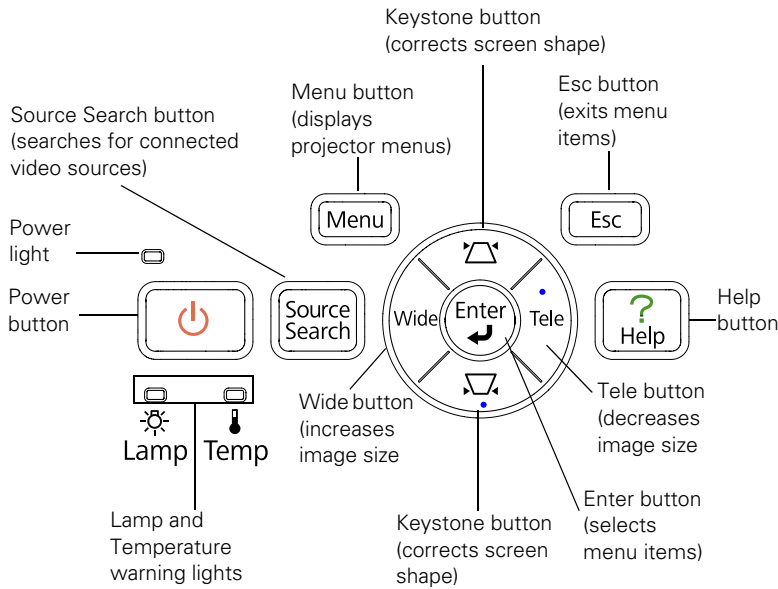 Keystone button
(corrects screen shape)
Esc button
(exits menu
items)
Menu button
(displays
projector menus)
Source Search button
(searches for connected
video sources)
Menu
Esc
Power
light
Power
button
Source
Search
Wide
Enter
Tele
?
Help
Help
button
Wide button
(increases
image size
Tele button
(decreases
image size
Lamp
Temp
Enter button
(selects
menu items)
Lamp and
Temperature
warning lights
Keystone button
(corrects screen
shape)